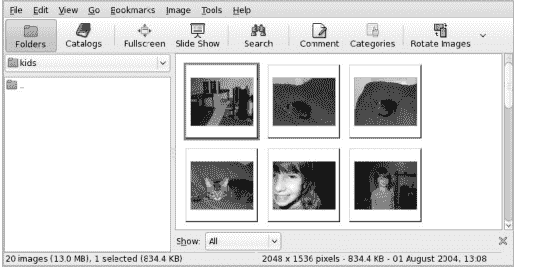 File Edit View Go Bookmarks Image Tools Help
Folders Catalogs Fullscreen Slide Show Search Comment Categories Rotate Images
kids
..
Show: All
20 images (13.0 MB), 1 selected (834.4 KB) 2048 x 1536 pixels - 834.4 KB - 01 August 2004, 13:08